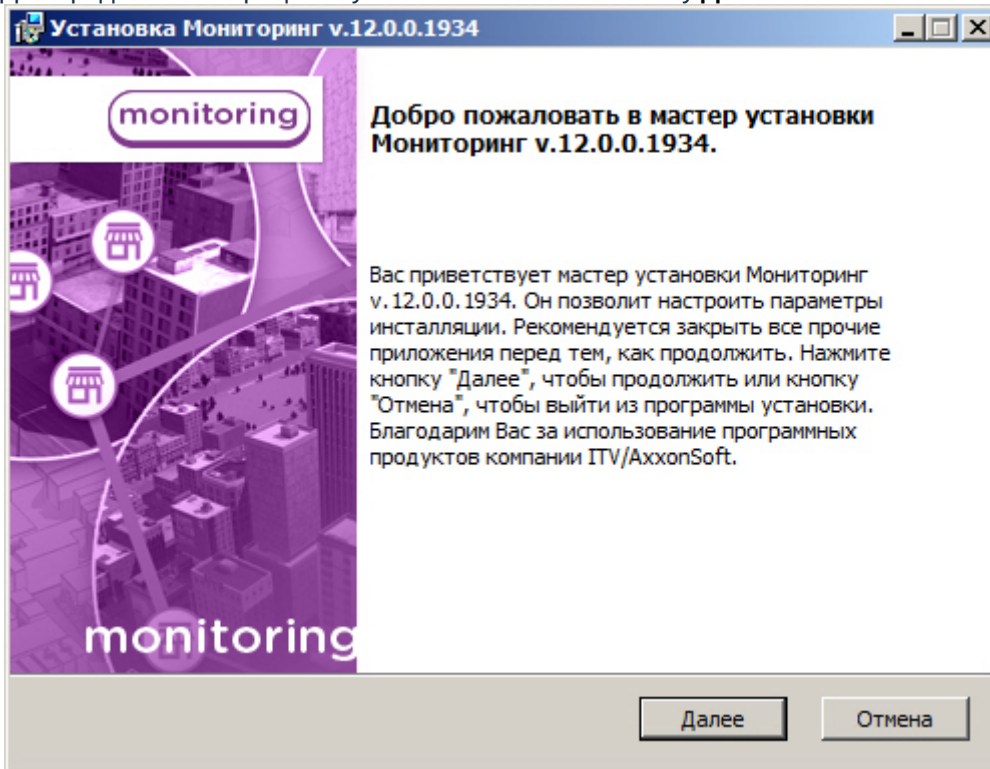 Установка Мониторинг v.12.0.0.1934
monitoring
Добро пожаловать в мастер установки
Мониторинг v.12.0.0.1934.
Вас приветствует мастер установки Мониторинг
v.12.0.0.1934. Он позволит настроить параметры
инсталляции. Рекомендуется закрыть все прочие
приложения перед тем, как продолжить. Нажмите
кнопку "Далее", чтобы продолжить или кнопку
"Отмена", чтобы выйти из программы установки.
Благодарим Вас за использование программных
продуктов компании ITV/AxxonSoft.
monitoring
Далее
Отмена